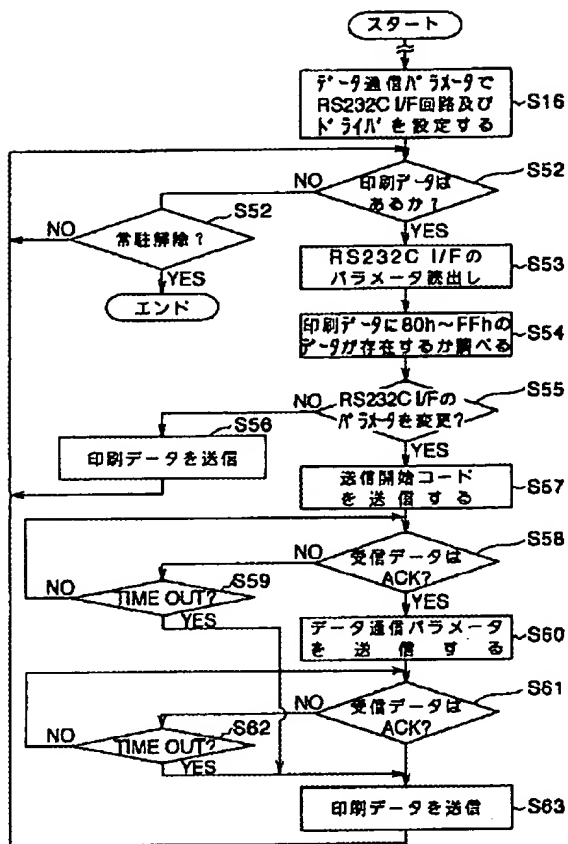 スタート
データ通信パラメータで
RS232C I/F回路及び
ドライバを設定する
S16
印刷データは
あるか?
S52
NO
YES
常駐解除?
S52
NO
YES
エンド
RS232C I/Fの
パラメータ読出し
S53
印刷データに80h~FFhの
データが存在するか調べる
S54
RS232C I/Fの
パラメータを変更?
S55
NO
YES
印刷データを送信
S56
送信開始コード
を送信する
S57
受信データは
ACK?
S58
NO
YES
TIME OUT?
S59
NO
YES
データ通信パラメータ
を送信する
S60
受信データは
ACK?
S61
NO
TIME OUT?
S62
NO
YES
印刷データを送信
S63